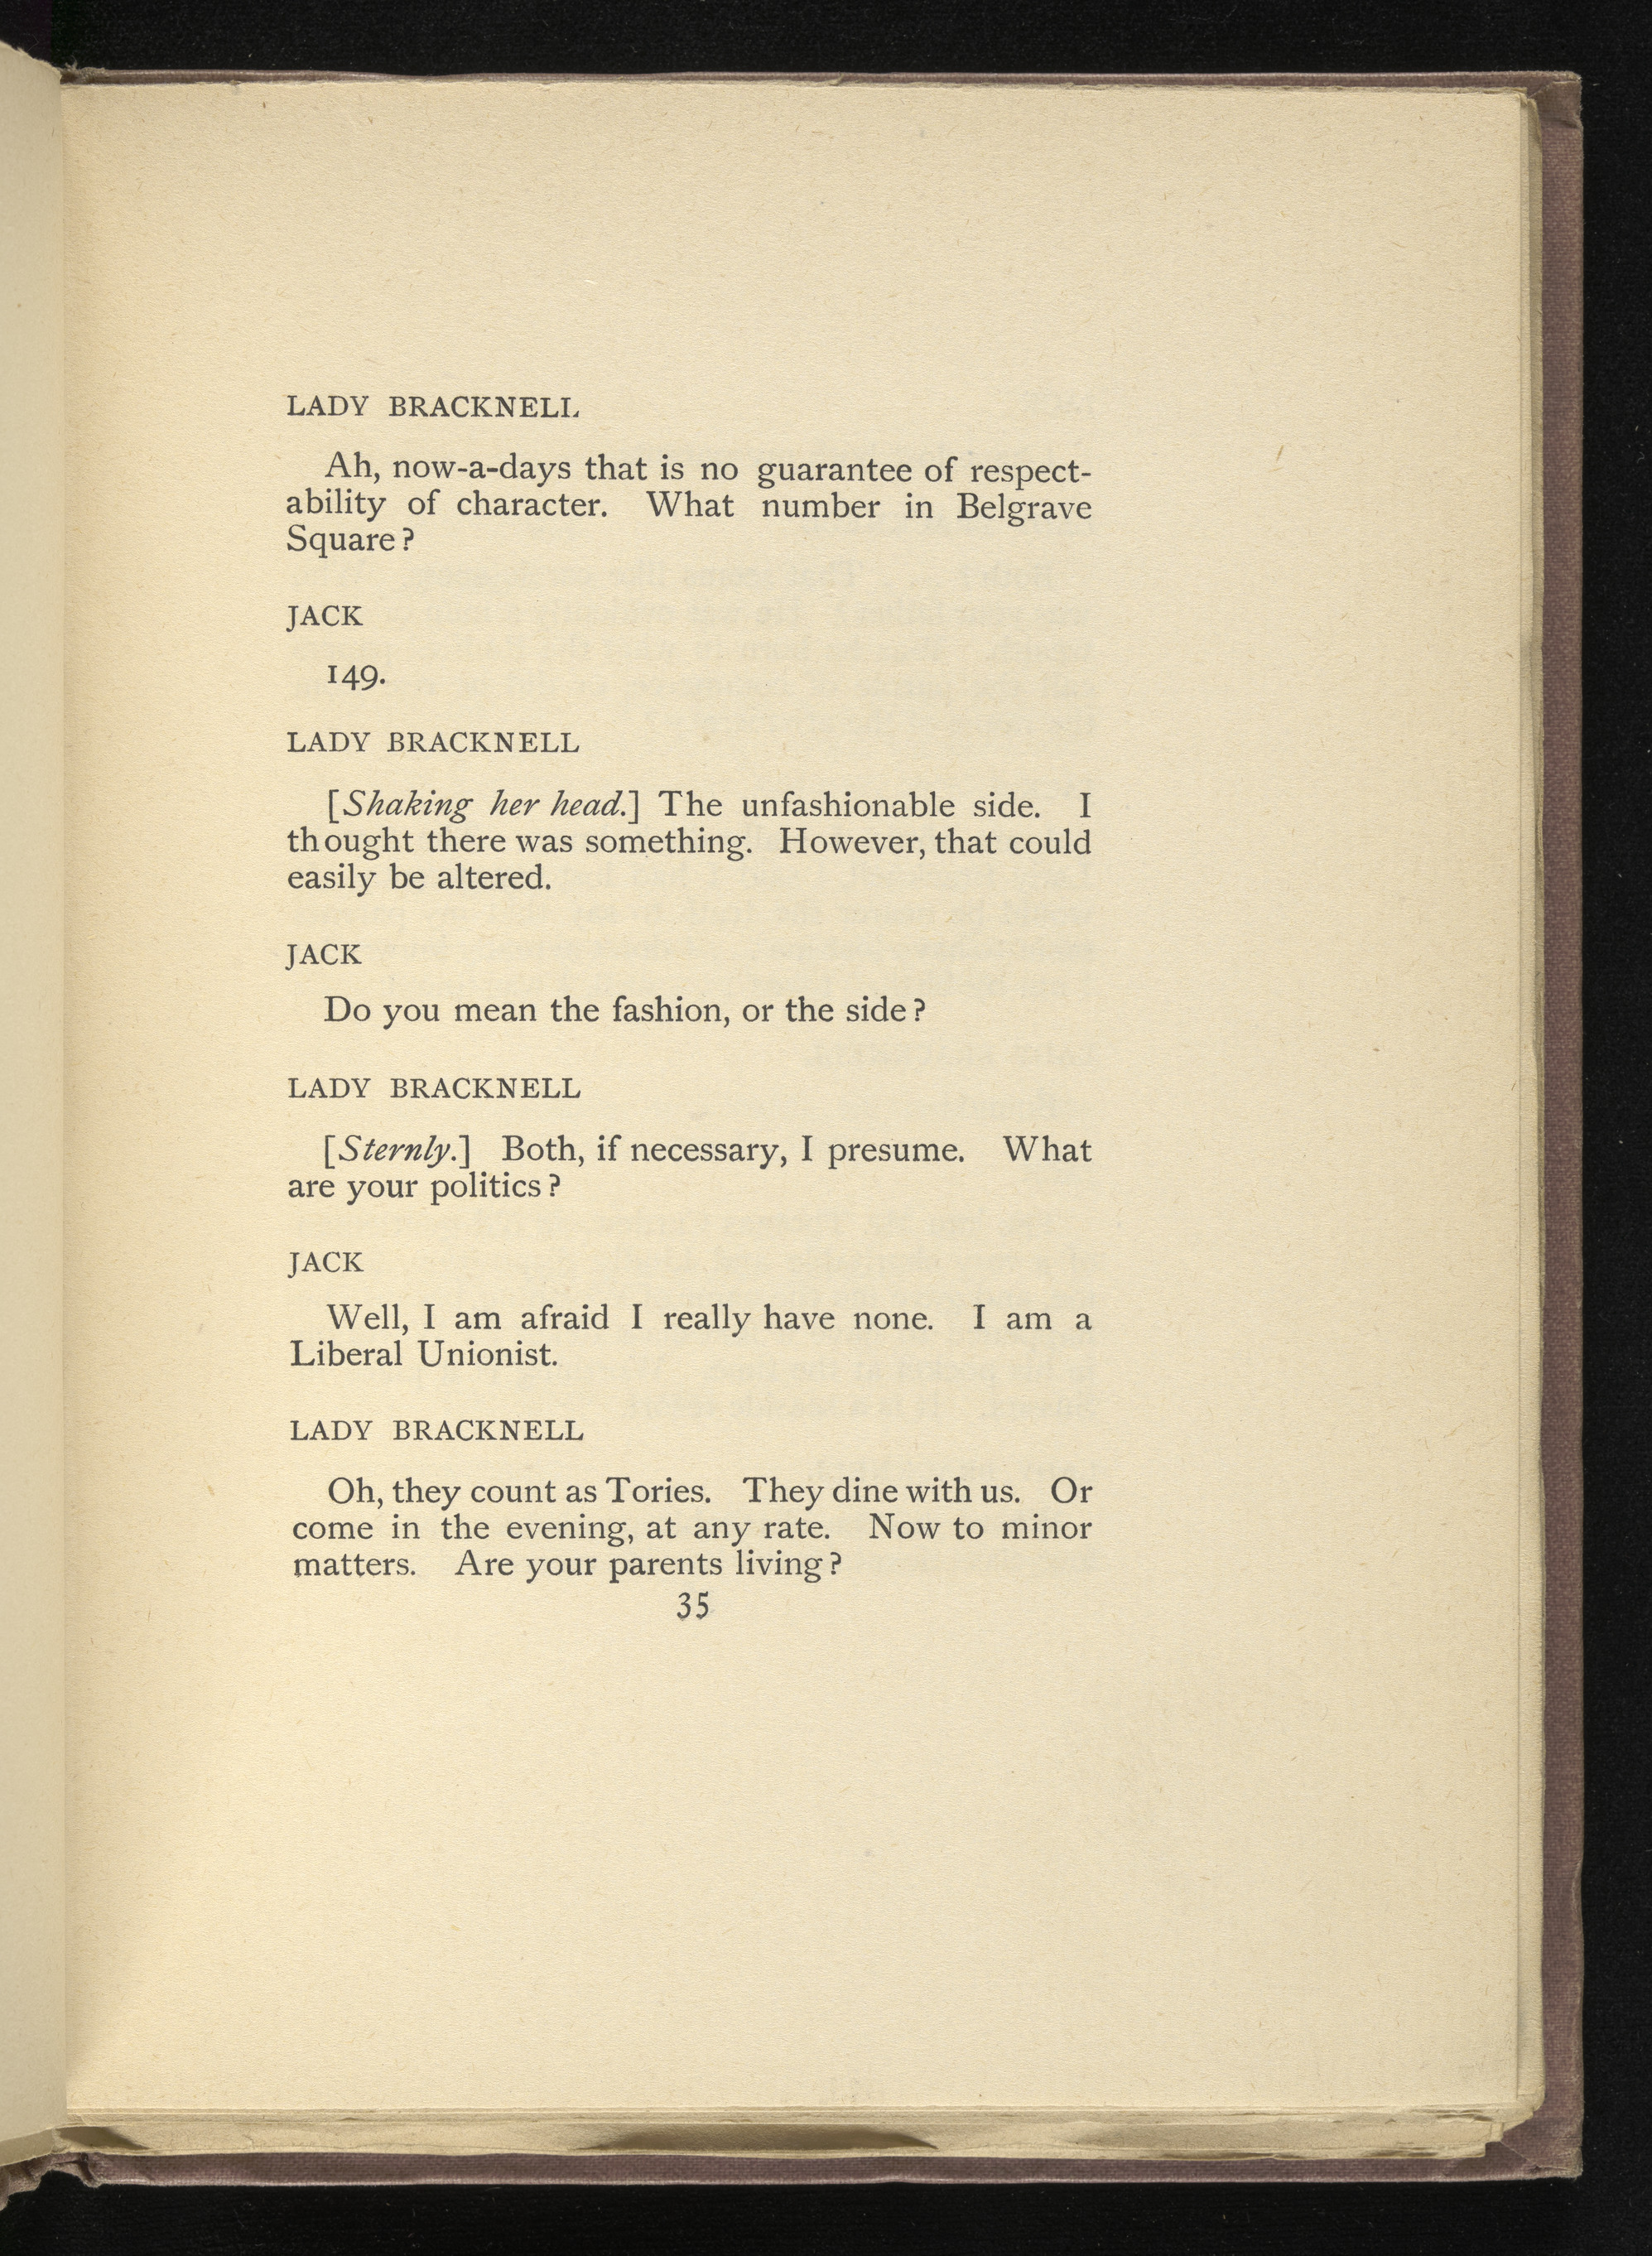 LADY BRACKNELL
Ah, now-a-days that is no guarantee of respect-
ability of character. What number in Belgrave
Square?
JACK
149.
LADY BRACKNELL
[Shaking her head.] The unfashionable side. I
thought there was something. However, that could
easily be altered.
JACK
Do you mean the fashion, or the side?
LADY BRACKNELL
[Sternly.] Both, if necessary, I presume. What
are your politics?
JACK
Well, I am afraid I really have none. I am a
Liberal Unionist.
LADY BRACKNELL
Oh, they count as Tories. They dine with us. Or
come in the evening, at any rate. Now to minor
matters. Are your parents living?
35